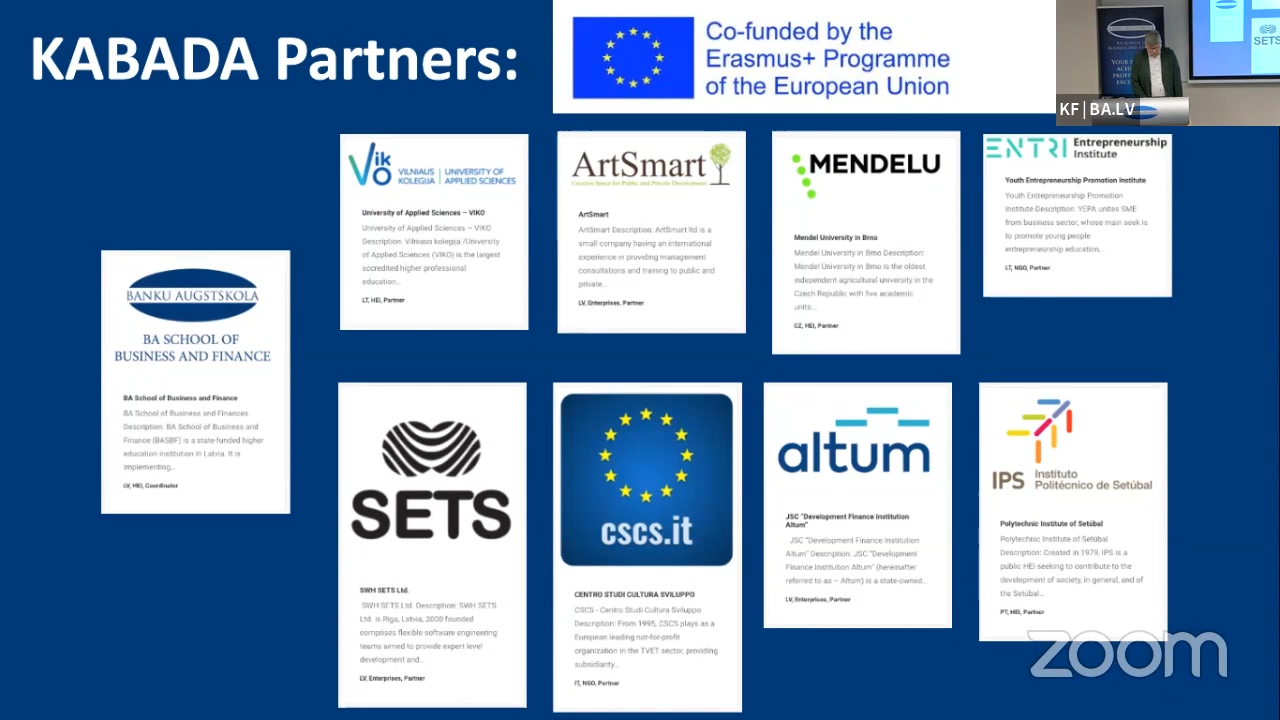 KABADA Partners:
Co-funded by the
Erasmus+ Programme
of the European Union
KF|BA.LV
SETS
BANKU AUGSTSKOLA
BA SCHOOL OF
BUSINESS AND FINANCE
BA School of Business and Finance
BA School of Business and Finances
Description: BA School of Business and
Finance (BASBF) is a state-funded higher
education institution in Latvia. It is
implementing...
LV, HEI, Coordinator
Viko
VILNIAUS | UNIVERSITY OF
KOLEGIJA | APPLIED SCIENCES
University of Applied Sciences – VIKO
University of Applied Sciences – VIKO
Description: Vilniaus kolegija /University
of Applied Sciences (VIKO) is the largest
accredited higher professional
education...
LT, HEI, Partner
ArtSmart
Creative Space for Public and Private Development
ArtSmart
ArtSmart Description: ArtSmart ltd is a
small company having an international
experience in providing management
consultations and training to public and
private...
LV, Enterprises, Partner
MENDELU
Mendel University in Brno
Mendel University in Brno Description:
Mendel University in Brno is the oldest
independent agricultural university in the
Czech Republic with five academic
units:...
CZ, HEI, Partner
ENTRI Entrepreneurship
Institute
Youth Entrepreneurship Promotion Institute
Youth Entrepreneurship Promotion
Institute Description: YEPA unites SME
from business sector, whose main seek is
to promote young people
entrepreneurship education,...
LT, NGO, Partner
SETS
SWH SETS Ltd.
SWH SETS Ltd. Description: SWH SETS
Ltd. is Riga, Latvia, 2000 founded
comprises flexible software engineering
teams aimed to provide expert level
development and...
LV, Enterprises, Partner
cscs.it
CENTRO STUDI CULTURA SVILUPPO
CSCS - Centro Studi Cultura Sviluppo
Description: From 1995, CSCS plays as a
European leading not-for-profit
organization in the TVET sector, providing
subsidiarity...
IT, NGO, Partner
altum
JSC "Development Finance Institution
Altum"
JSC "Development Finance Institution
Altum" Description: JSC "Development
Finance Institution Altum" (hereinafter
referred to as – Altum) is a state-owned...
LV, Enterprises, Partner
IPS Instituto
Politécnico de Setúbal
Polytechnic Institute of Setúbal
Polytechnic Institute of Setúbal
Description: Created in 1979, IPS is a
public HEI seeking to contribute to the
development of society, in general, and of
the Setúbal...
PT, HEI, Partner
zoom